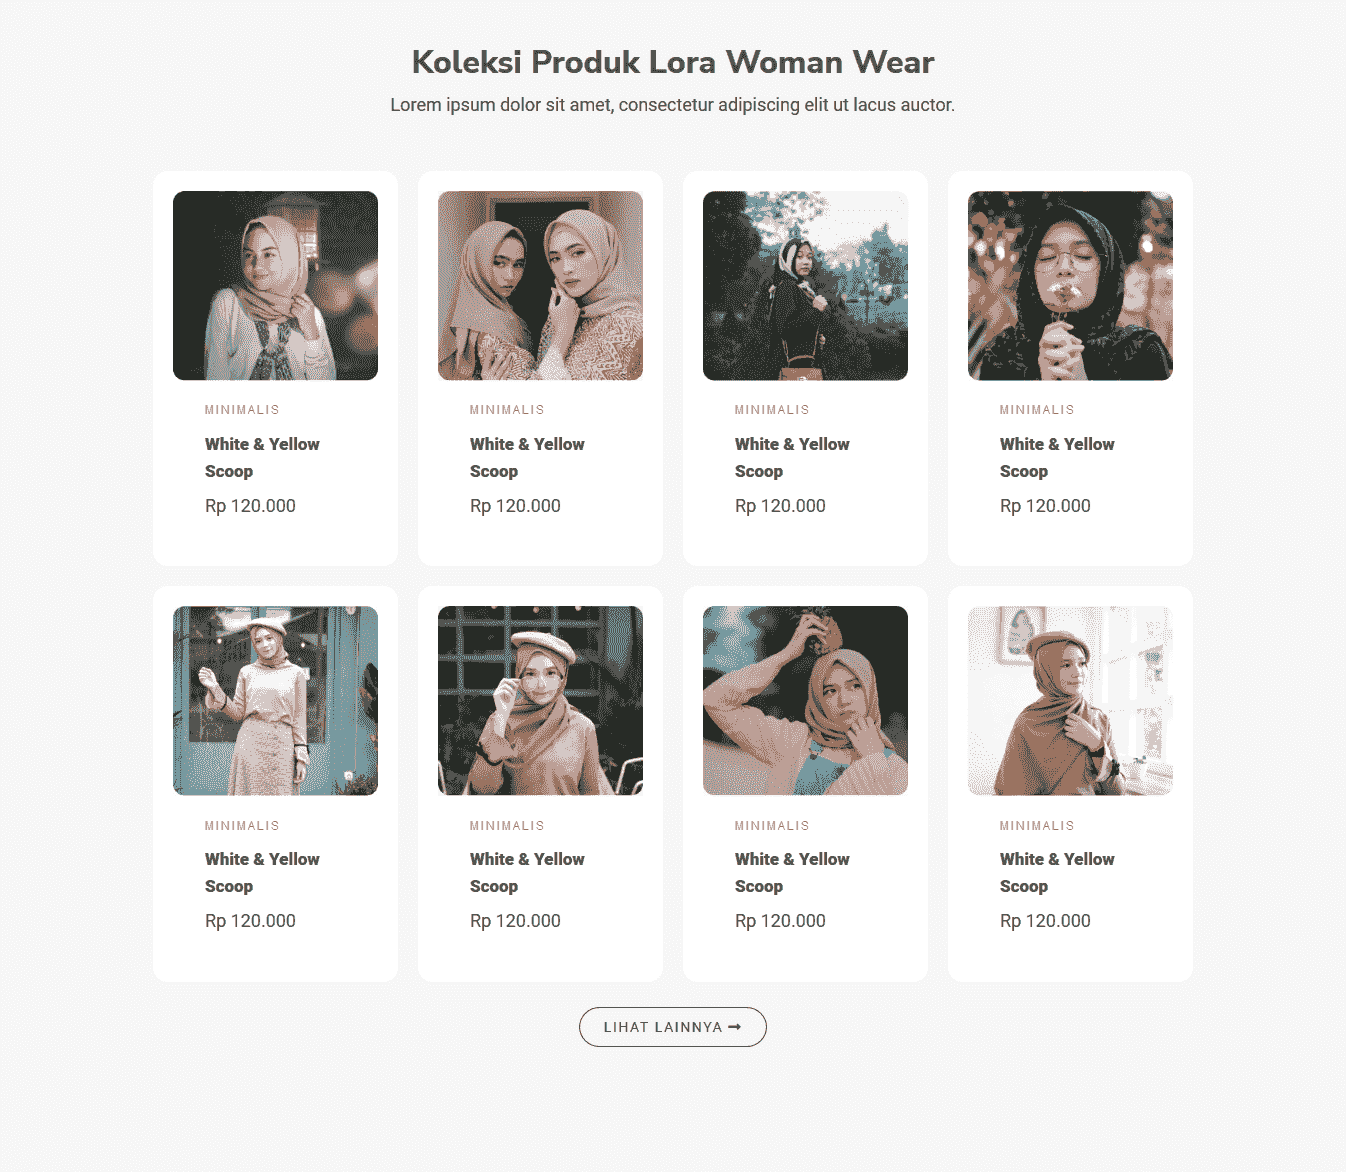 Koleksi Produk Lora Woman Wear
Lorem ipsum dolor sit amet, consectetur adipiscing elit ut lacus auctor.
MINIMALIS
White & Yellow
Scoop
Rp 120.000
MINIMALIS
White & Yellow
Scoop
Rp 120.000
MINIMALIS
White & Yellow
Scoop
Rp 120.000
MINIMALIS
White & Yellow
Scoop
Rp 120.000
MINIMALIS
White & Yellow
Scoop
Rp 120.000
MINIMALIS
White & Yellow
Scoop
Rp 120.000
MINIMALIS
White & Yellow
Scoop
Rp 120.000
MINIMALIS
White & Yellow
Scoop
Rp 120.000
LIHAT LAINNYA ➞